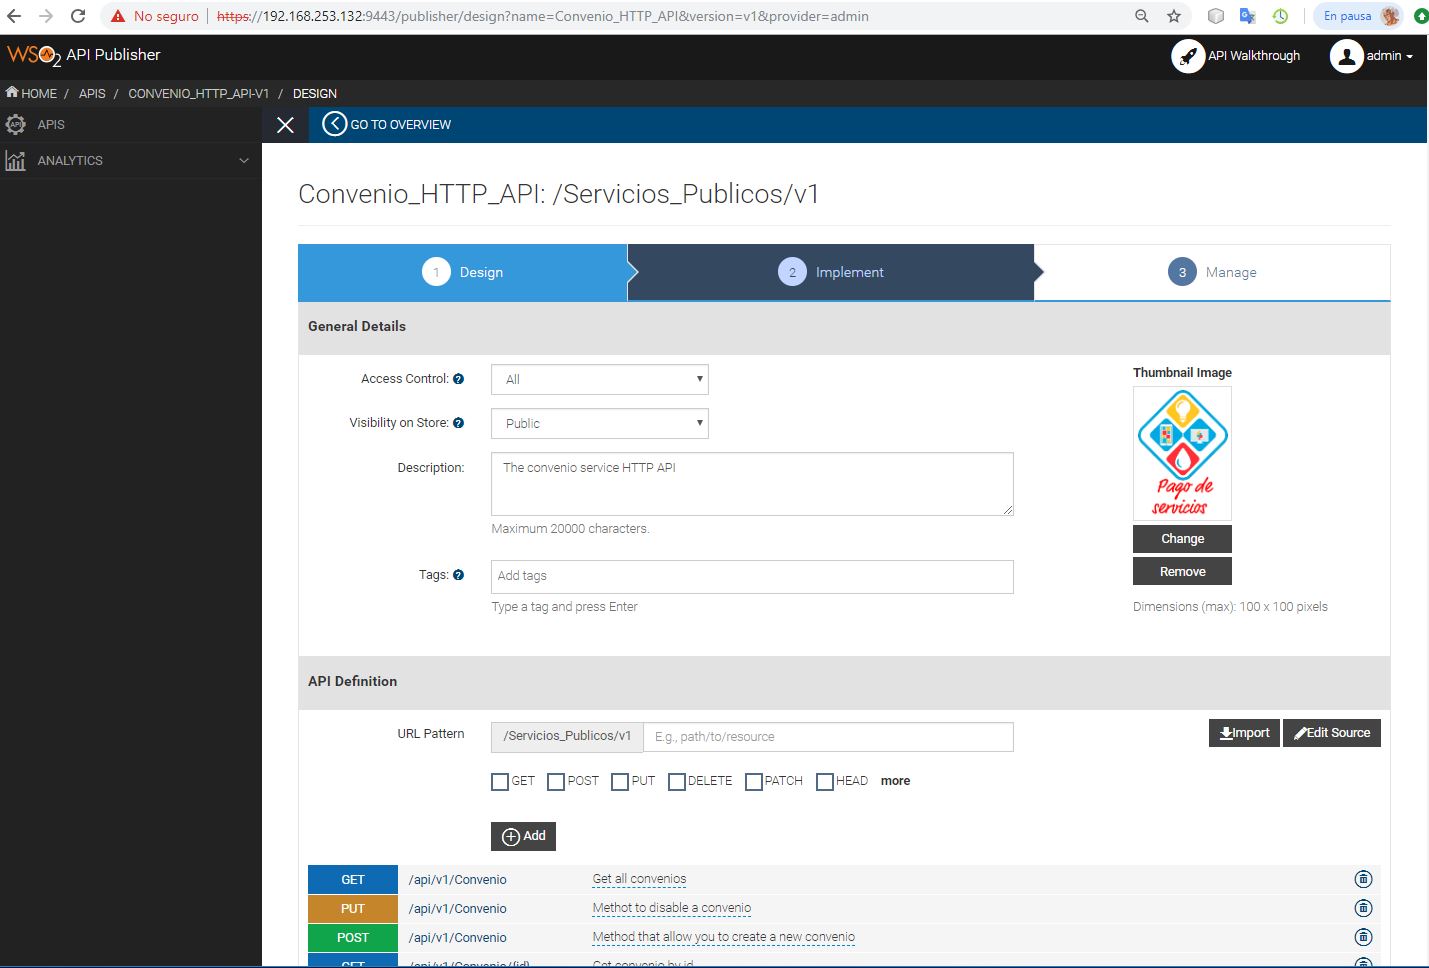 No seguro
https://192.168.253.132:9443/publisher/design?name=Convenio_HTTP_API&version=v1&provider=admin
En pausa
WSO2 API Publisher
API Walkthrough
admin
HOME / APIS / CONVENIO_HTTP_API-V1 / DESIGN
APIS
GO TO OVERVIEW
ANALYTICS
Convenio_HTTP_API: /Servicios_Publicos/v1
1 Design
2 Implement
3 Manage
General Details
Access Control:
All
Thumbnail Image
Visibility on Store:
Public
Description:
The convenio service HTTP API
Pago de
servicios
Maximum 20000 characters.
Change
Tags:
Add tags
Remove
Type a tag and press Enter
Dimensions (max): 100 x 100 pixels
API Definition
URL Pattern
/Servicios_Publicos/v1
E.g., path/to/resource
Import
Edit Source
GET POST PUT DELETE PATCH HEAD more
Add
GET /api/v1/Convenio Get all convenios
PUT /api/v1/Convenio Methot to disable a convenio
POST /api/v1/Convenio Method that allow you to create a new convenio
GET /api/v1/Convenio/{id} Get convenio by id